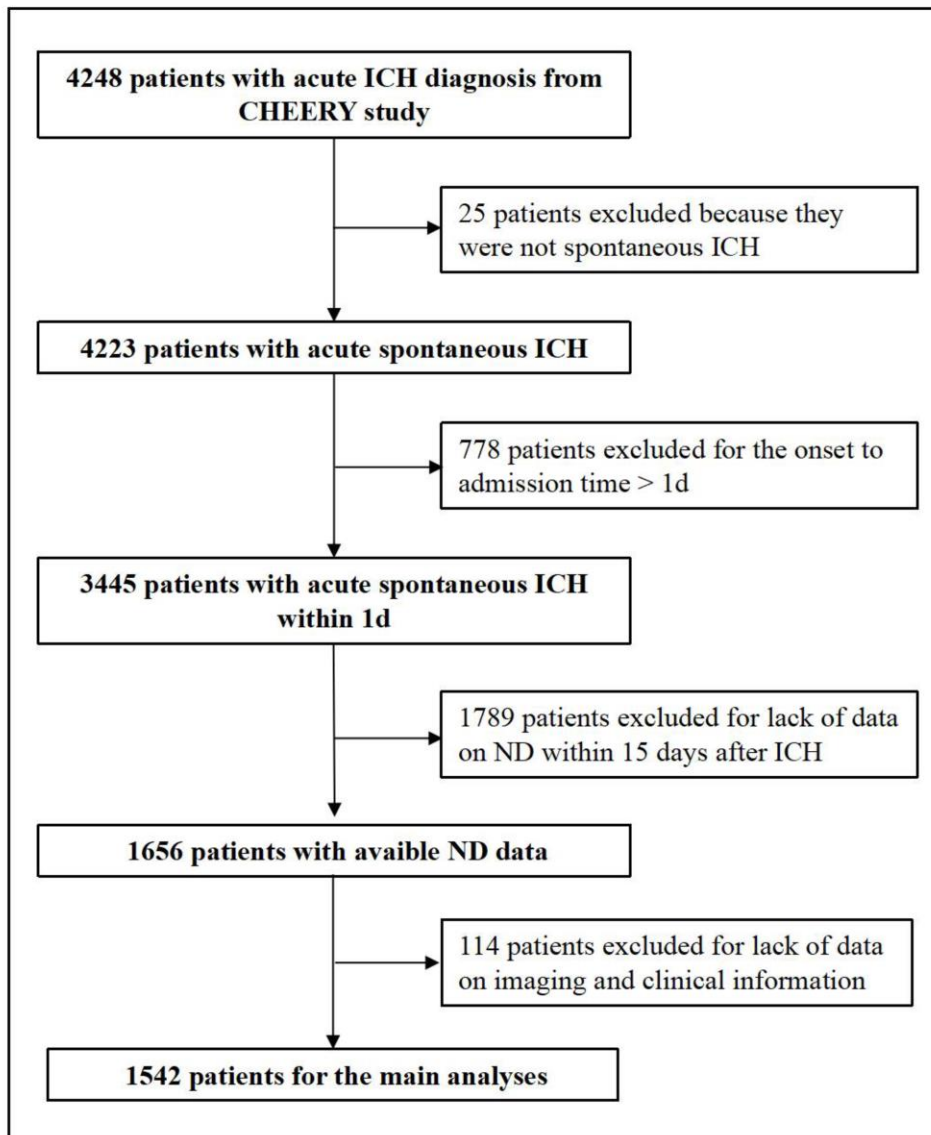 4248 patients with acute ICH diagnosis from
CHEERY study
25 patients excluded because they
were not spontaneous ICH
4223 patients with acute spontaneous ICH
778 patients excluded for the onset to
admission time > 1d
3445 patients with acute spontaneous ICH
within 1d
1789 patients excluded for lack of data
on ND within 15 days after ICH
1656 patients with avaible ND data
114 patients excluded for lack of data
on imaging and clinical information
1542 patients for the main analyses